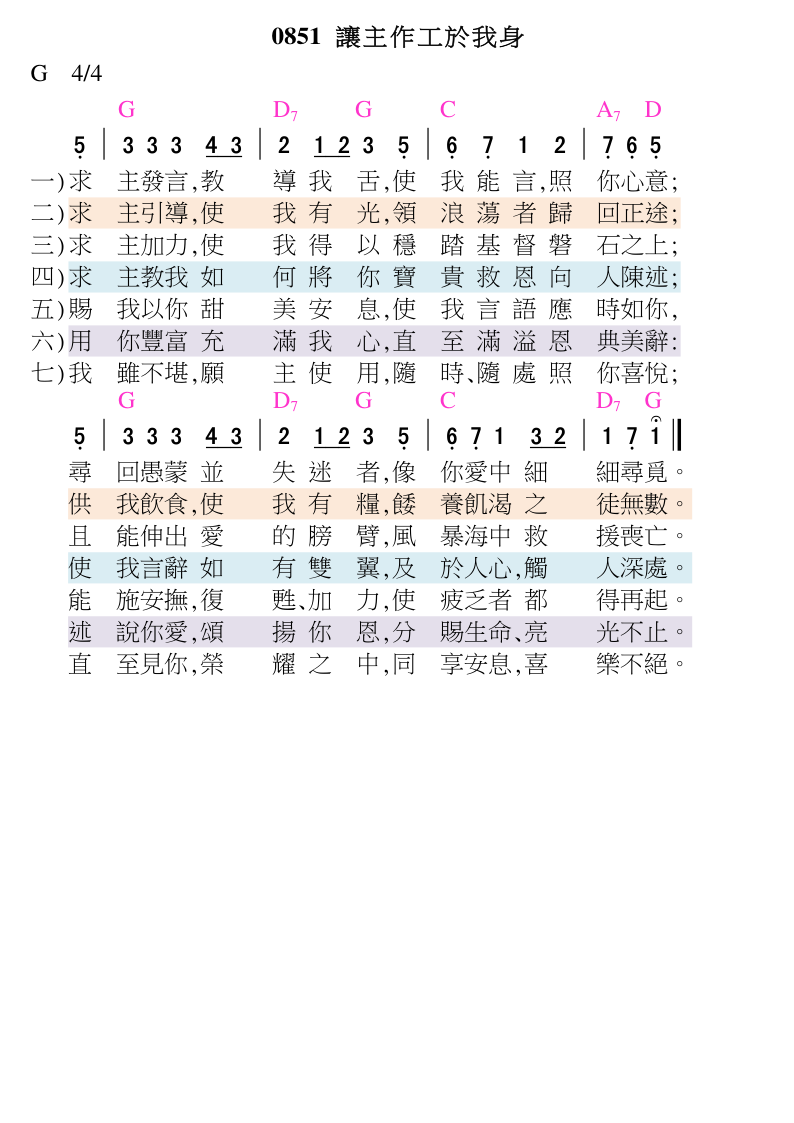 0851 讓主作工於我身
G 4/4
G D7 G C A7 D
5 | 3 3 3 4 3 | 2 1 2 3 5 | 6 7 1 2 | 7 6 5
一)求 主發言,教 導 我 舌,使 我 能 言,照 你心意;
二)求 主引導,使 我 有 光,領 浪 蕩 者 歸 回正途;
三)求 主加力,使 我 得 以 穩 踏 基 督 磐 石之上;
四)求 主教我 如 何 將 你 寶 貴 救 恩 向 人陳述;
五)賜 我以你 甜 美 安 息,使 我 言 語 應 時如你,
六)用 你豐富 充 滿 我 心,直 至 滿 溢 恩 典美辭:
七)我 雖不堪,願 主 使 用,隨 時、隨 處 照 你喜悅;
G D7 G C D7 G
5 | 3 3 3 4 3 | 2 1 2 3 5 | 6 7 1 3 2 | 1 7 1 ||
尋 回愚蒙 並 失 迷 者,像 你愛中 細 細尋覓。
供 我飲食,使 我 有 糧,餧 養飢渴 之 徒無數。
且 能伸出 愛 的 膀 臂,風 暴海中 救 援喪亡。
使 我言辭 如 有 雙 翼,及 於人心,觸 人深處。
能 施安撫,復 甦、加 力,使 疲乏者 都 得再起。
述 說你愛,頌 揚 你 恩,分 賜生命、亮 光不止。
直 至見你,榮 耀 之 中,同 享安息,喜 樂不絕。